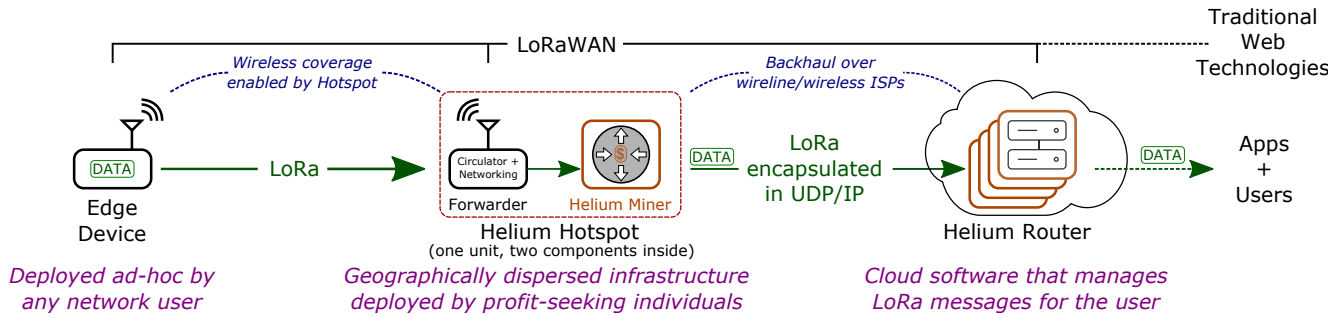 LoRaWAN
Traditional
Web
Technologies
Wireless coverage
enabled by Hotspot
Backhaul over
wireline/wireless ISPs
DATA
LoRa
Circulator +
Networking
Forwarder
$
Helium Miner
DATA
LoRa
encapsulated
in UDP/IP
DATA
Apps
+
Users
Edge
Device
Helium Hotspot
(one unit, two components inside)
Helium Router
Deployed ad-hoc by
any network user
Geographically dispersed infrastructure
deployed by profit-seeking individuals
Cloud software that manages
LoRa messages for the user